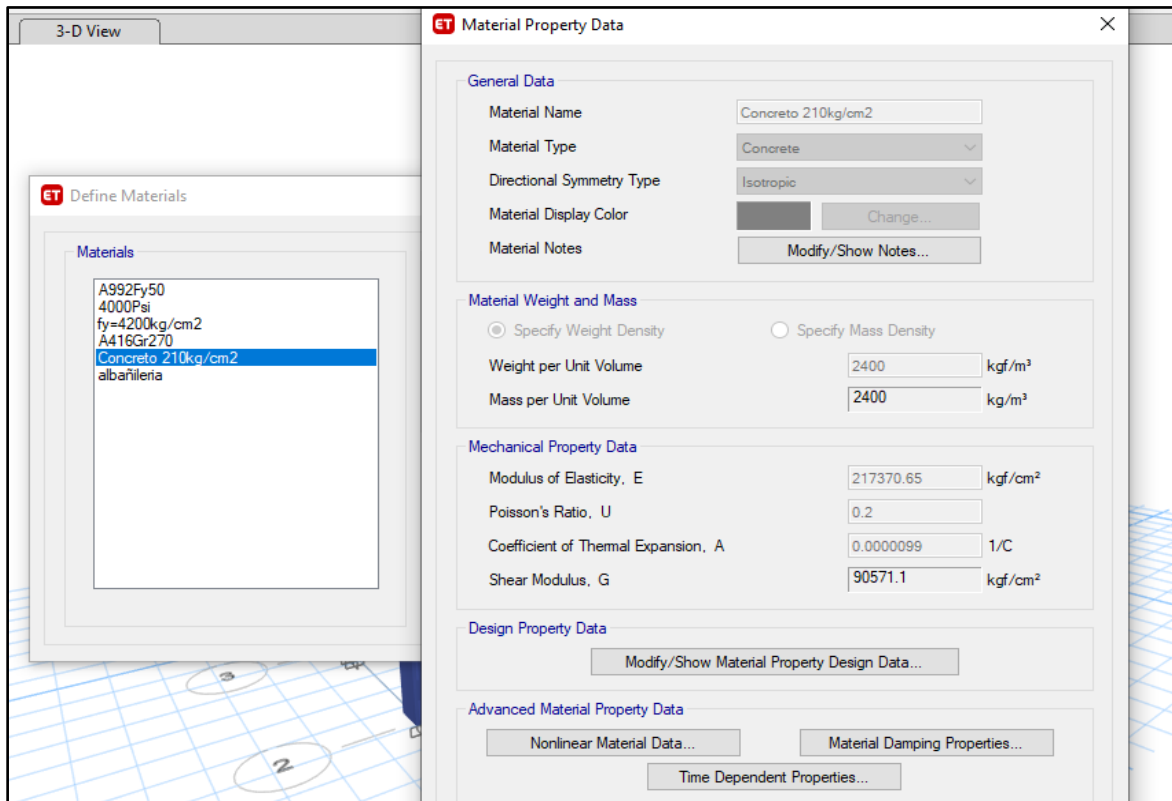 3-D View
ET Material Property Data
General Data
Material Name Concreto 210kg/cm2
Material Type Concrete
Directional Symmetry Type Isotropic
Material Display Color Change...
Material Notes Modify/Show Notes...
Material Weight and Mass
Specify Weight Density Specify Mass Density
Weight per Unit Volume 2400 kgf/m³
Mass per Unit Volume 2400 kg/m³
Mechanical Property Data
Modulus of Elasticity, E 217370.65 kgf/cm²
Poisson's Ratio, U 0.2
Coefficient of Thermal Expansion, A 0.0000099 1/C
Shear Modulus, G 90571.1 kgf/cm²
Design Property Data
Modify/Show Material Property Design Data...
Advanced Material Property Data
Nonlinear Material Data... Material Damping Properties...
Time Dependent Properties...
ET Define Materials
Materials
A992Fy50
4000Psi
fy=4200kg/cm2
A416Gr270
Concreto 210kg/cm2
albañileria
3
2